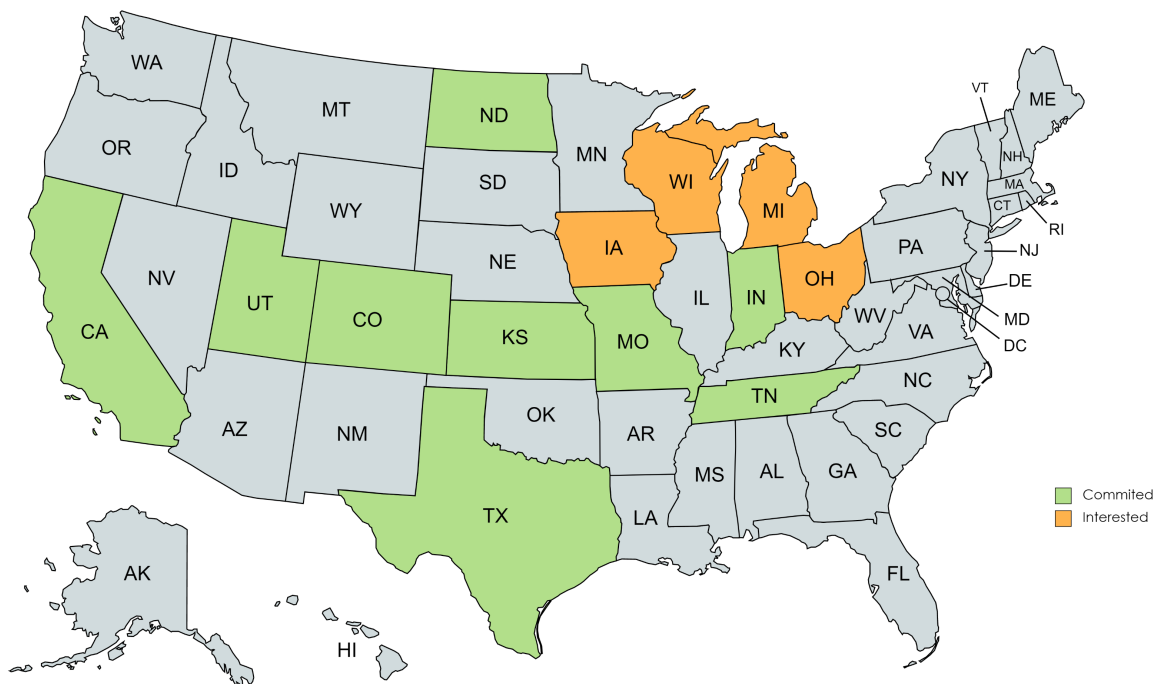 WA
MT
ND
MN
VT
ME
OR
ID
SD
WI
NY
NH
MA
WY
MI
CT
RI
NV
NE
IA
PA
NJ
UT
CO
IL
IN
OH
DE
CA
KS
MO
WV
VA
MD
DC
KY
AZ
NM
OK
TN
NC
AR
SC
MS
AL
GA
TX
LA
Commited
Interested
AK
FL
HI